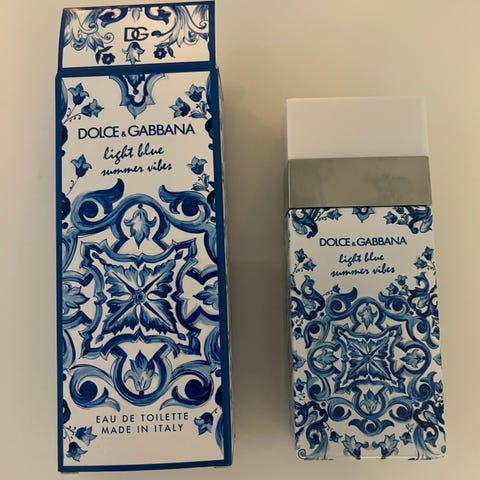 DG
DOLCE & GABBANA
light blue
summer vibes
EAU DE TOILETTE
MADE IN ITALY
DOLCE & GABBANA
light blue
summer vibes